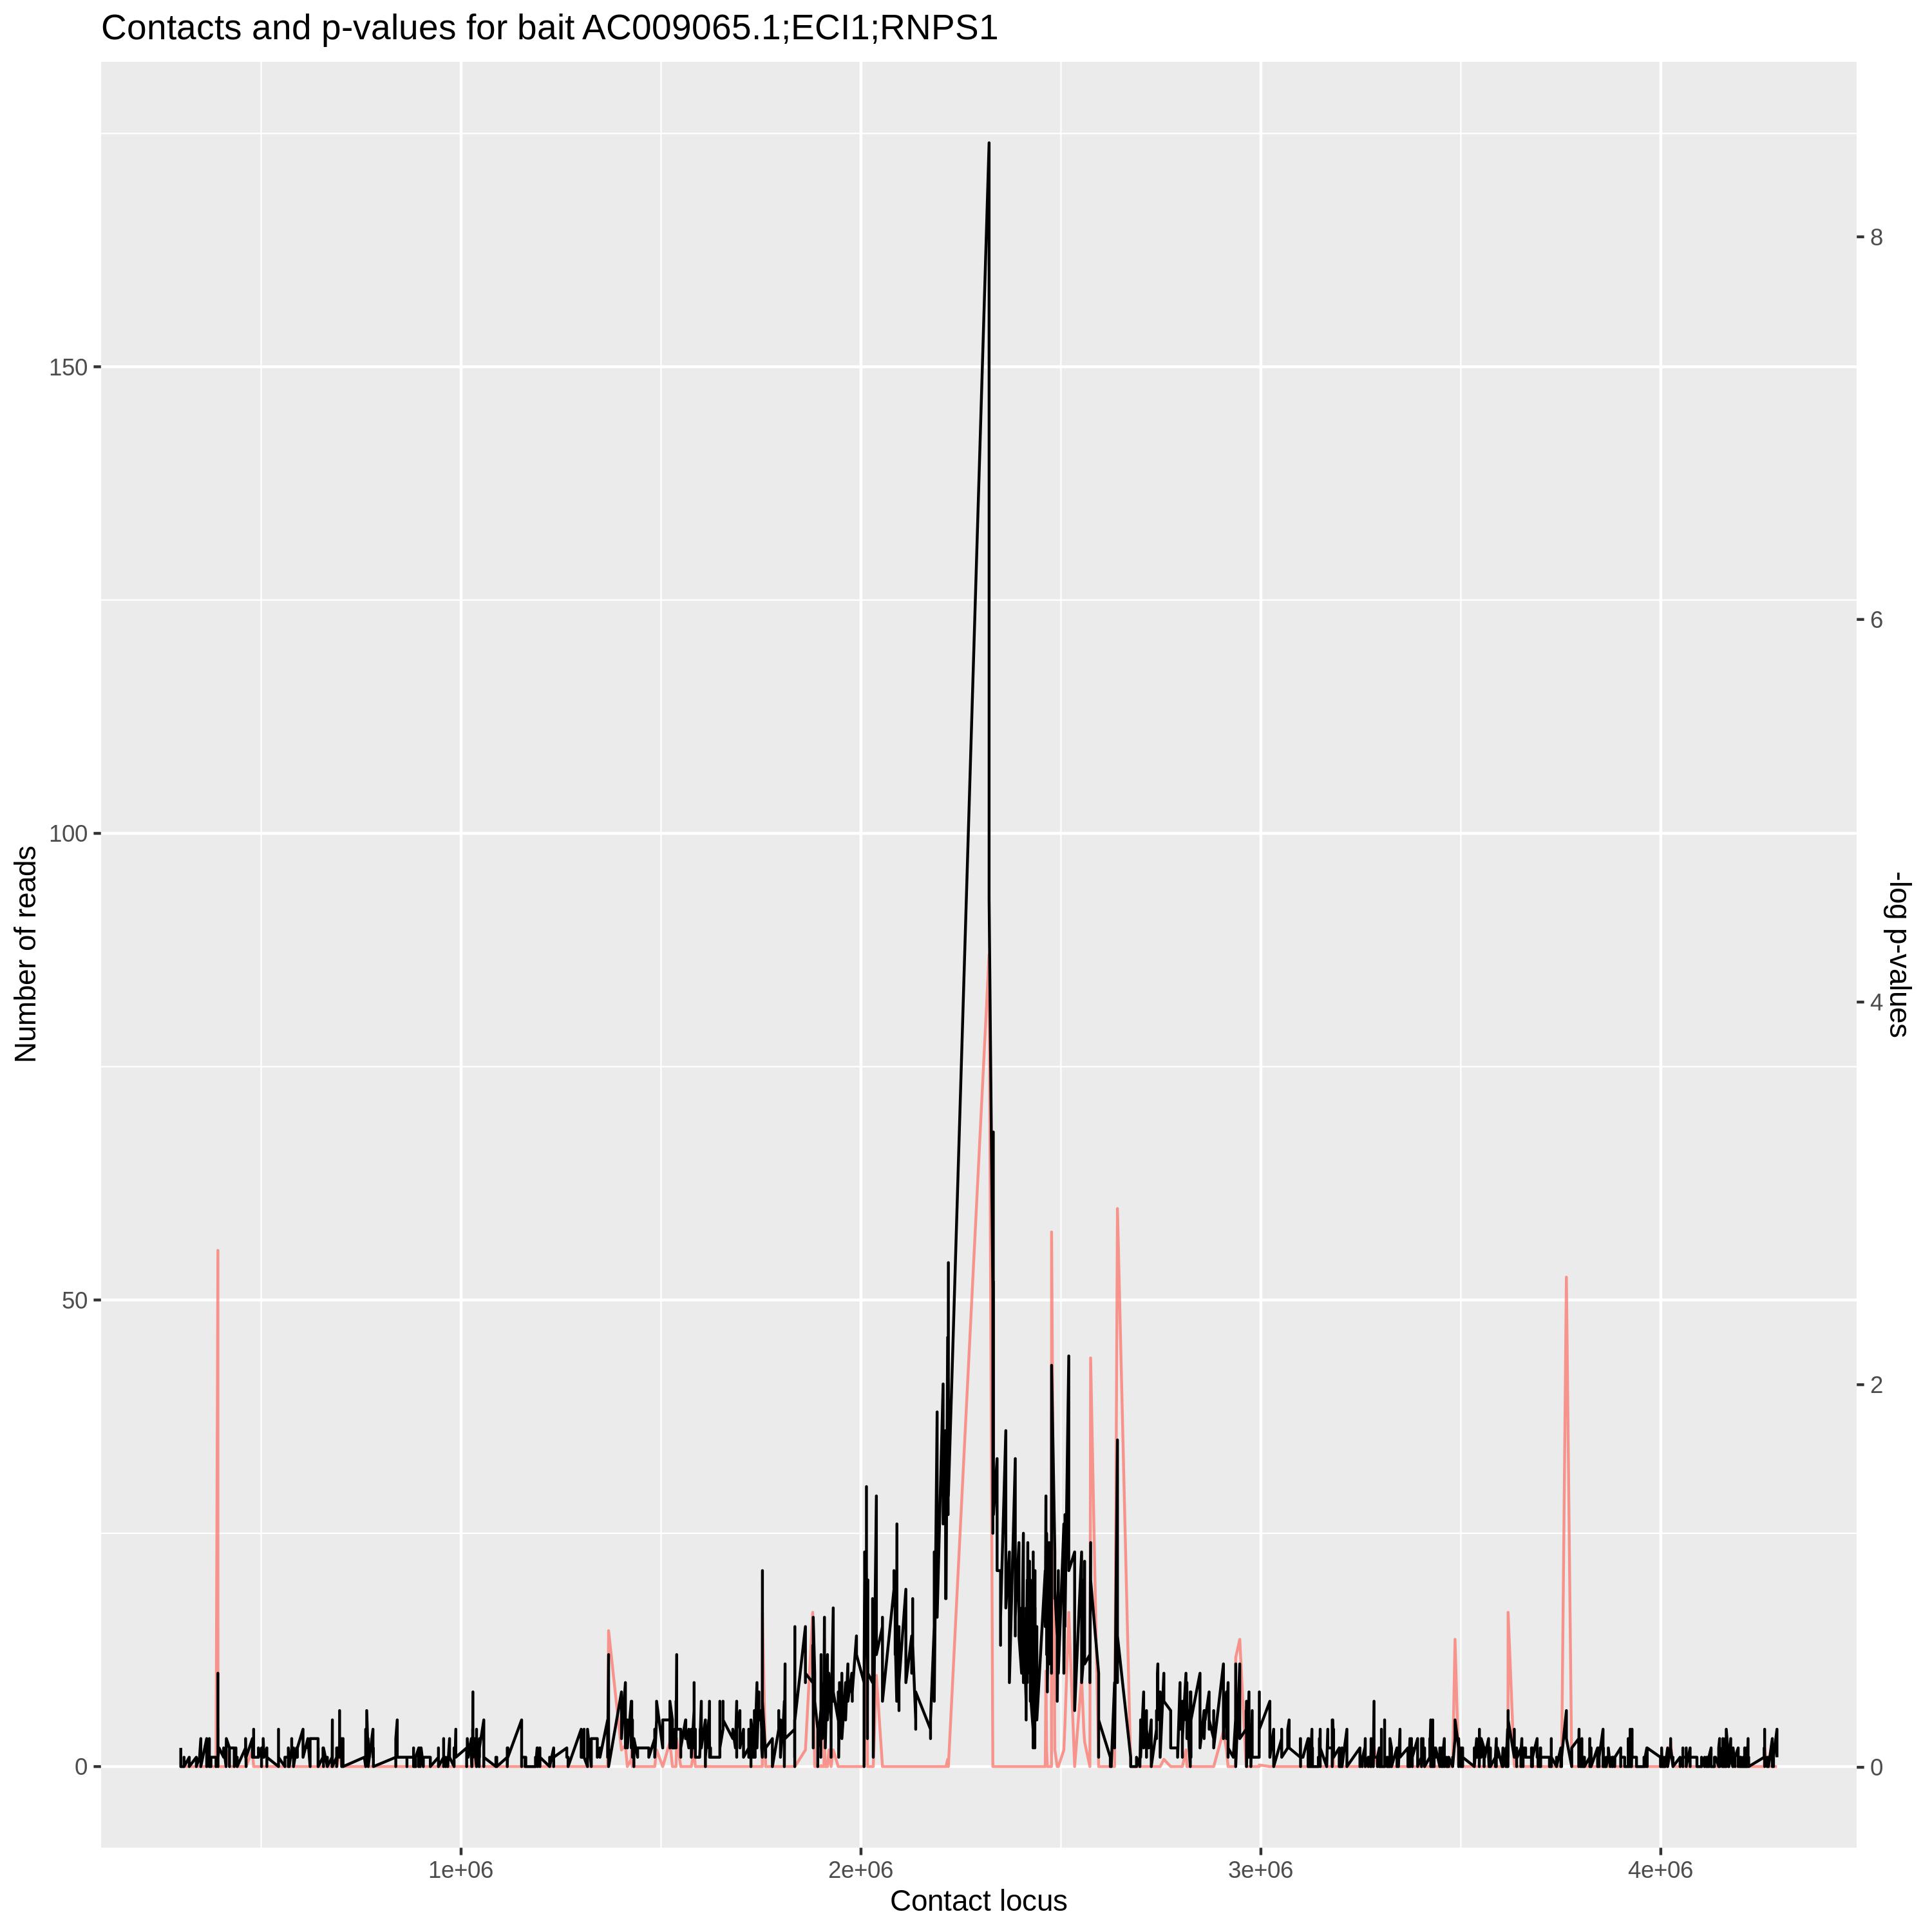 Contacts and p-values for bait AC009065.1;ECI1;RNPS1
Number of reads
150
100
50
0
8
6
4
2
0
-log p-values
1e+06
2e+06
3e+06
4e+06
Contact locus